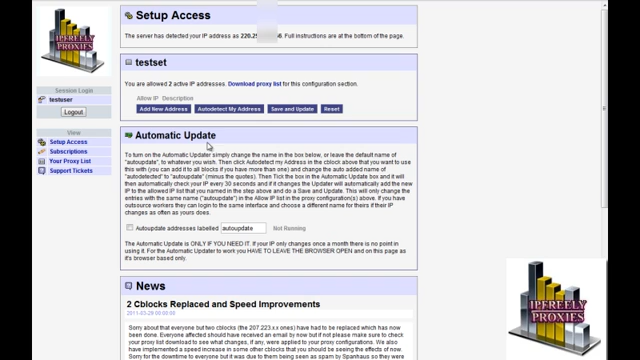 IPFREELY
PROXIES
Session Login
testuser
Logout
View
Setup Access
Subscriptions
Your Proxy List
Support Tickets
Setup Access
The server has detected your IP address as 220.25 Full instructions are at the bottom of the page.
testset
You are allowed 2 active IP addresses. Download proxy list for this configuration section.
Allow IP Description
Add New Address Autodetect My Address Save and Update Reset
Automatic Update
To turn on the Automatic Updater simply change the name in the box below, or leave the default name of
"autoupdate", to whatever you wish. Then click Autodetect my Address in the cblock above that you want to use
this with (you can add it to all blocks if you have more than one) and change the auto added name of
"autodetected" to "autoupdate" (minus the quotes). Then Tick the box in the Automatic Update box and it will
then automatically check your IP every 30 seconds and if it changes the Updater will automatically add the new
IP to the allowed IP list that you named in the step above and do a Save and Update. This will only change the
entries with the same name ("autoupdate") in the Allow IP list in the proxy configuration(s) above. If you have
outsource workers they can login to the same interface and choose a different name for theirs if their IP
changes as often as yours does.
Autoupdate addresses labelled autoupdate Not Running
The Automatic Update is ONLY IF YOU NEED IT. If your IP only changes once a month there is no point in
using it. For the Automatic Updater to work you HAVE TO LEAVE THE BROWSER OPEN and on this page as
it's browser based only.
News
2 Cblocks Replaced and Speed Improvements
2011-03-29 00:00:00
Sorry about that everyone but two cblocks (the 207.223.xx ones) have had to be replaced which has now
been done. Everyone affected should have received an email by now but if not please make sure to check
your proxy list download to see what changes, if any, were applied to your proxy configurations. We also
have implemented a speed increase in some other cblocks that you should be seeing the effects of now.
Sorry for the downtime to everyone but it was due to them being seen as spam by Spamhaus so they were
IPFREELY
PROXIES